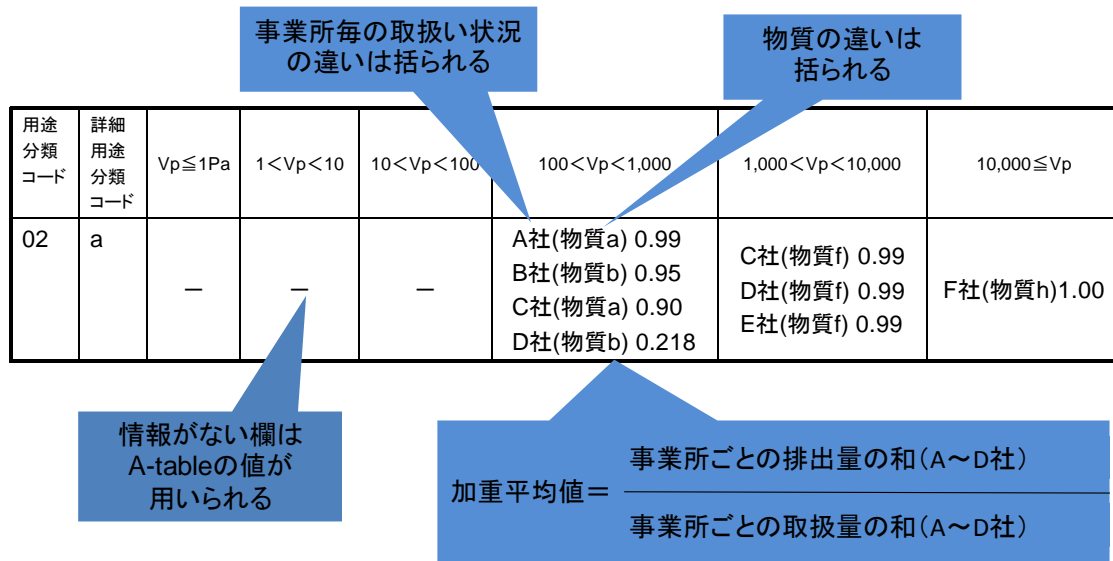 事業所毎の取扱い状況
の違いは括られる
物質の違いは
括られる
用途
分類
コード
詳細
用途
分類
コード
Vp≦1Pa
1＜Vp＜10
10＜Vp＜100
100＜Vp＜1,000
1,000＜Vp＜10,000
10,000≦Vp
02
a
－
－
－
A社(物質a) 0.99
B社(物質b) 0.95
C社(物質a) 0.90
D社(物質b) 0.218
C社(物質f) 0.99
D社(物質f) 0.99
E社(物質f) 0.99
F社(物質h)1.00
情報がない欄は
A-tableの値が
用いられる
加重平均値＝
事業所ごとの排出量の和（A～D社）
事業所ごとの取扱量の和（A～D社）